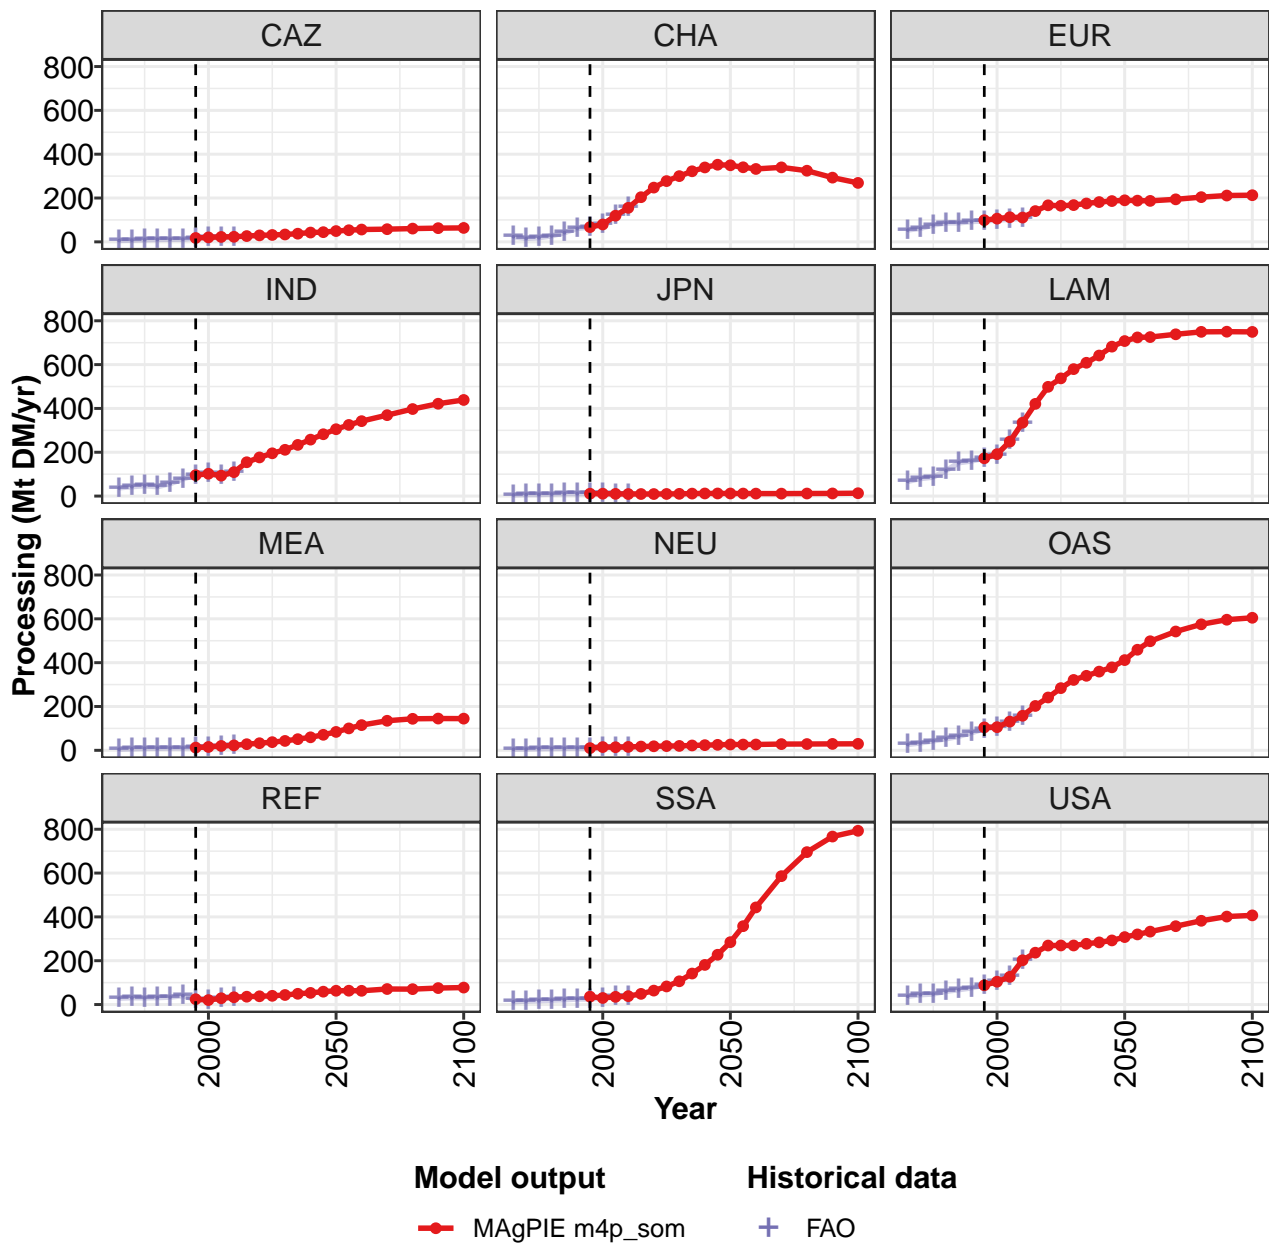 CAZ CHA EUR
800
600
400
200
0
IND JPN LAM
800
600
400
200
0
MEA NEU OAS
800
600
400
200
0
REF SSA USA
800
600
400
200
0
Processing (Mt DM/yr)
2000 2050 2100 2000 2050 2100 2000 2050 2100
Year
Model output Historical data
MAgPIE m4p_som FAO